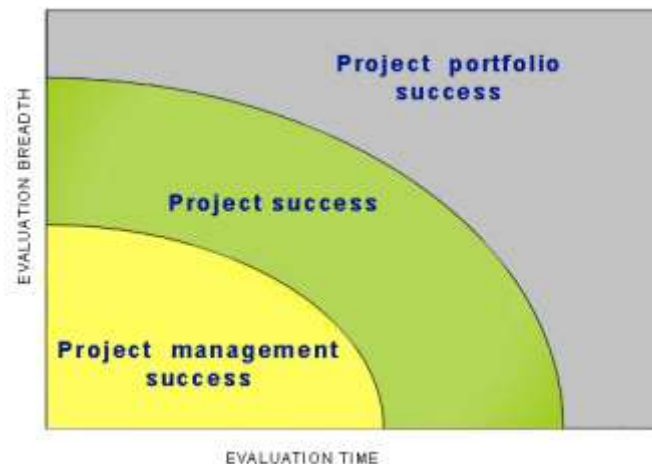 Project portfolio
success
EVALUATION BREADTH
Project success
Project management
success
EVALUATION TIME